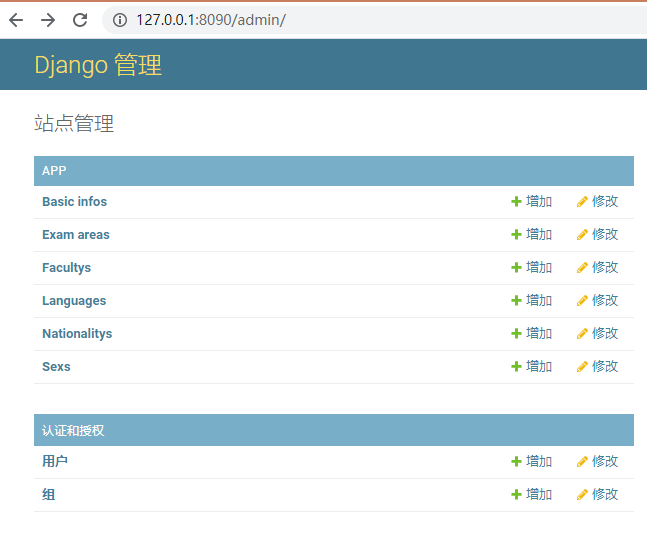 127.0.0.1:8090/admin/
Django 管理
站点管理
APP
Basic infos 增加 修改
Exam areas 增加 修改
Facultys 增加 修改
Languages 增加 修改
Nationalitys 增加 修改
Sexs 增加 修改
认证和授权
用户 增加 修改
组 增加 修改